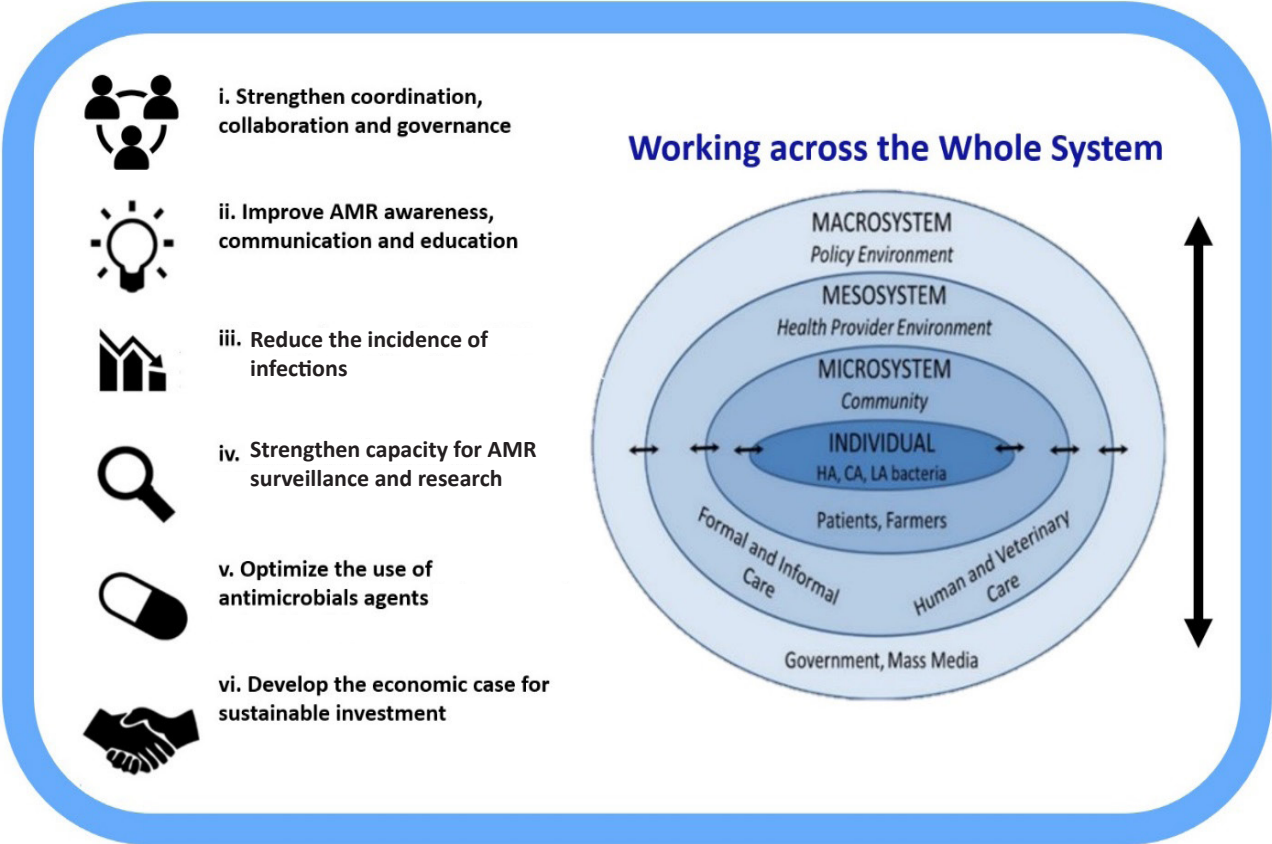 i. Strengthen coordination,
collaboration and governance
ii. Improve AMR awareness,
communication and education
iii. Reduce the incidence of
infections
iv. Strengthen capacity for AMR
surveillance and research
v. Optimize the use of
antimicrobials agents
vi. Develop the economic case for
sustainable investment
Working across the Whole System
MACROSYSTEM
Policy Environment
MESOSYSTEM
Health Provider Environment
MICROSYSTEM
Community
INDIVIDUAL
HA, CA, LA bacteria
Patients, Farmers
Formal and Informal
Care
Human and Veterinary
Care
Government, Mass Media